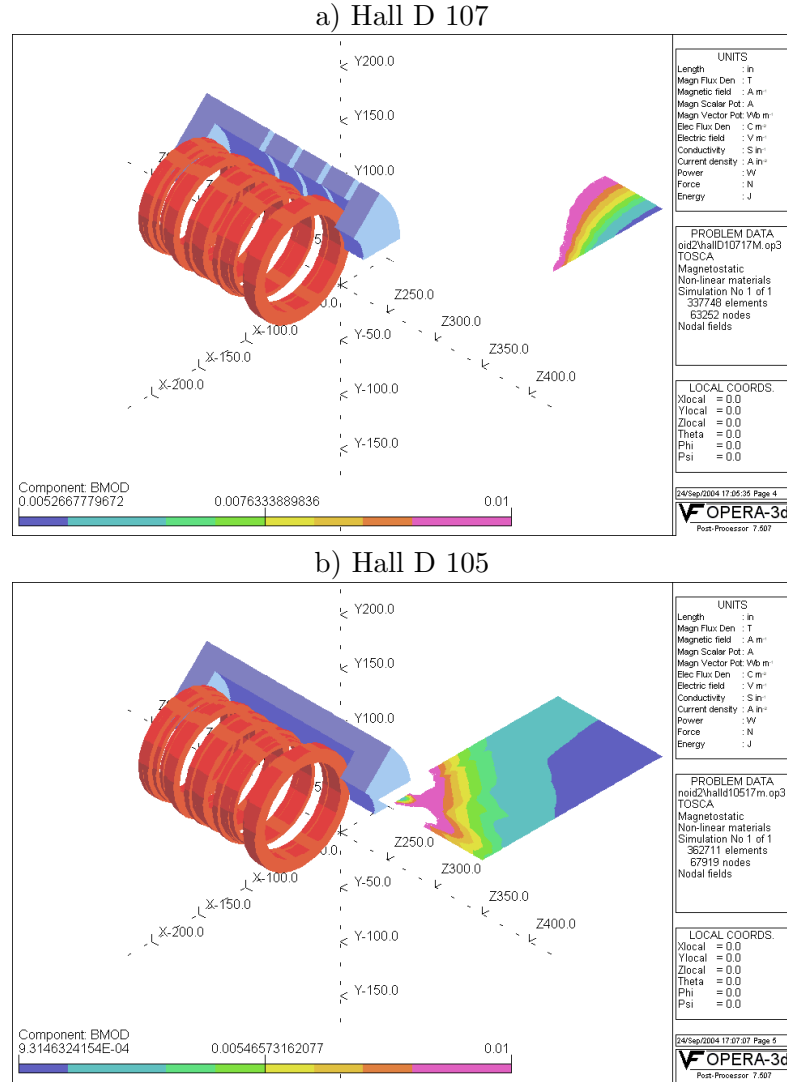 a) Hall D 107
Y200.0
Y150.0
Y100.0
Z250.0
Z300.0
Z350.0
Z400.0
X-100.0
X-150.0
X-200.0
Y-50.0
Y-100.0
Y-150.0
Component: BMOD
0.0052667779672 0.0076333889836 0.01
UNITS
Length : in
Magn Flux Den : T
Magnetic field : A m⁻¹
Magn Scalar Pot : A
Magn Vector Pot : Wb m⁻¹
Elec Flux Den : C m⁻²
Electric field : V m⁻¹
Conductivity : S in⁻¹
Current density : A in⁻²
Power : W
Force : N
Energy : J
PROBLEM DATA
oid2\hallD10717M.op3
TOSCA
Magnetostatic
Non-linear materials
Simulation No 1 of 1
337748 elements
63252 nodes
Nodal fields
LOCAL COORDS.
Xlocal = 0.0
Ylocal = 0.0
Zlocal = 0.0
Theta = 0.0
Phi = 0.0
Psi = 0.0
24/Sep/2004 17:05:35 Page 4
VF OPERA-3d
Post-Processor 7.507
b) Hall D 105
Y200.0
Y150.0
Y100.0
Z250.0
Z300.0
Z350.0
Z400.0
X-100.0
X-150.0
X-200.0
Y-50.0
Y-100.0
Y-150.0
Component: BMOD
9.3146324154E-04 0.00546573162077 0.01
UNITS
Length : in
Magn Flux Den : T
Magnetic field : A m⁻¹
Magn Scalar Pot : A
Magn Vector Pot : Wb m⁻¹
Elec Flux Den : C m⁻²
Electric field : V m⁻¹
Conductivity : S in⁻¹
Current density : A in⁻²
Power : W
Force : N
Energy : J
PROBLEM DATA
noid2\halld10517m.op3
TOSCA
Magnetostatic
Non-linear materials
Simulation No 1 of 1
362711 elements
67919 nodes
Nodal fields
LOCAL COORDS.
Xlocal = 0.0
Ylocal = 0.0
Zlocal = 0.0
Theta = 0.0
Phi = 0.0
Psi = 0.0
24/Sep/2004 17:07:07 Page 5
VF OPERA-3d
Post-Processor 7.507